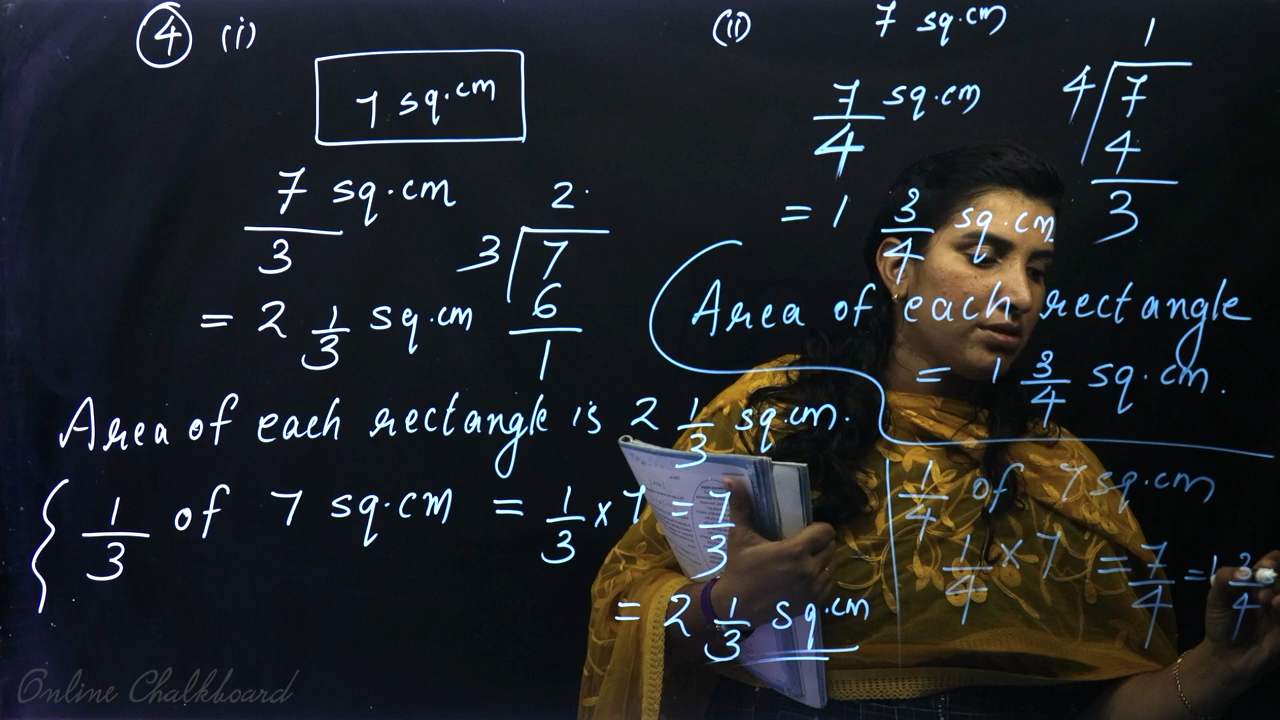 4 (i)
7 sq.cm
7/3 sq.cm
2.
3 7
6
1
= 2 1/3 sq.cm
Area of each rectangle is 2 1/3 sq.cm.
{ 1/3 of 7 sq.cm = 1/3 x 7 = 7/3
= 2 1/3 sq.cm
(ii) 7 sq.cm
7/4 sq.cm
1
4 7
4
3
= 1 3/4 sq.cm
Area of each rectangle
= 1 3/4 sq.cm.
1/4 of 7 sq.cm
1/4 x 7 = 7/4 = 1 3/4
Online Chalkboard